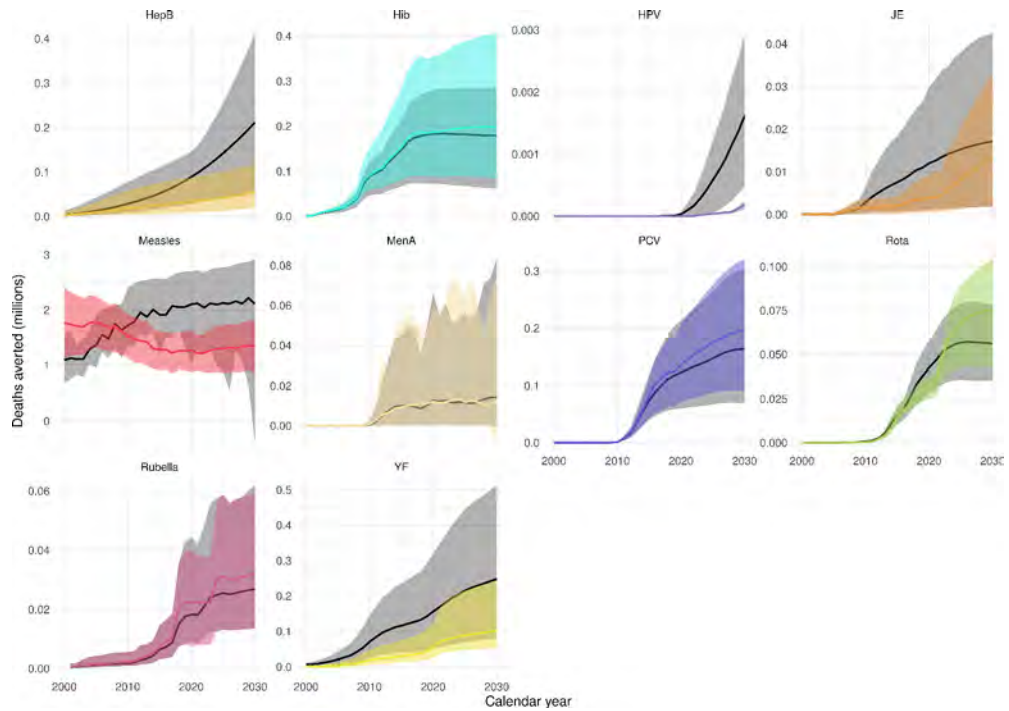 HepB
Hib
HPV
JE
0.4
0.3
0.2
0.1
0.0
0.4
0.3
0.2
0.1
0.0
0.003
0.002
0.001
0.000
0.04
0.03
0.02
0.01
0.00
Measles
MenA
PCV
Rota
Deaths averted (millions)
3
2
1
0
0.08
0.06
0.04
0.02
0.00
0.3
0.2
0.1
0.0
0.100
0.075
0.050
0.025
0.000
2000 2010 2020 2030
2000 2010 2020 2030
Rubella
YF
0.06
0.04
0.02
0.00
0.5
0.4
0.3
0.2
0.1
0.0
2000 2010 2020 2030
2000 2010 2020 2030
Calendar year